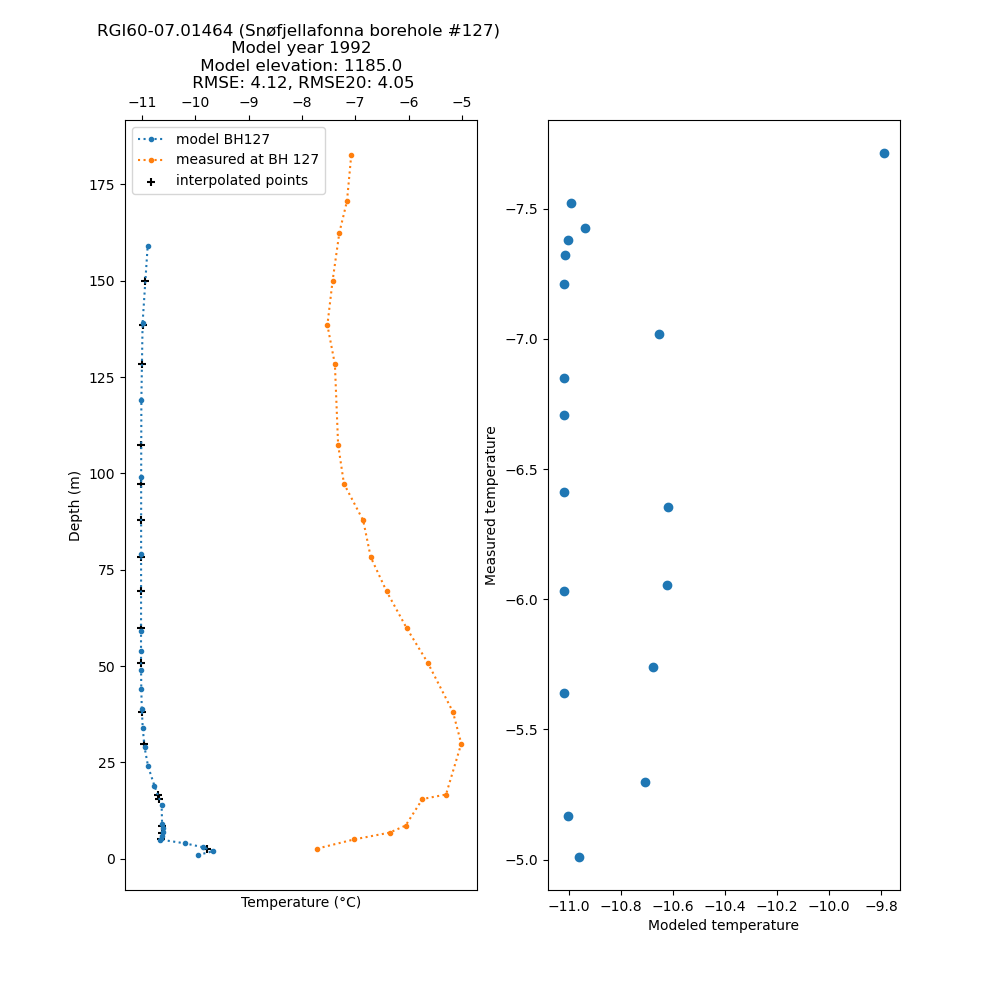 RGI60-07.01464 (Snøfjellafonna borehole #127)
Model year 1992
Model elevation: 1185.0
RMSE: 4.12, RMSE20: 4.05
−11 −10 −9 −8 −7 −6 −5
model BH127
measured at BH 127
interpolated points
175
150
125
100
75
50
25
0
Depth (m)
Temperature (°C)
−7.5
−7.0
−6.5
−6.0
−5.5
−5.0
Measured temperature
−11.0 −10.8 −10.6 −10.4 −10.2 −10.0 −9.8
Modeled temperature